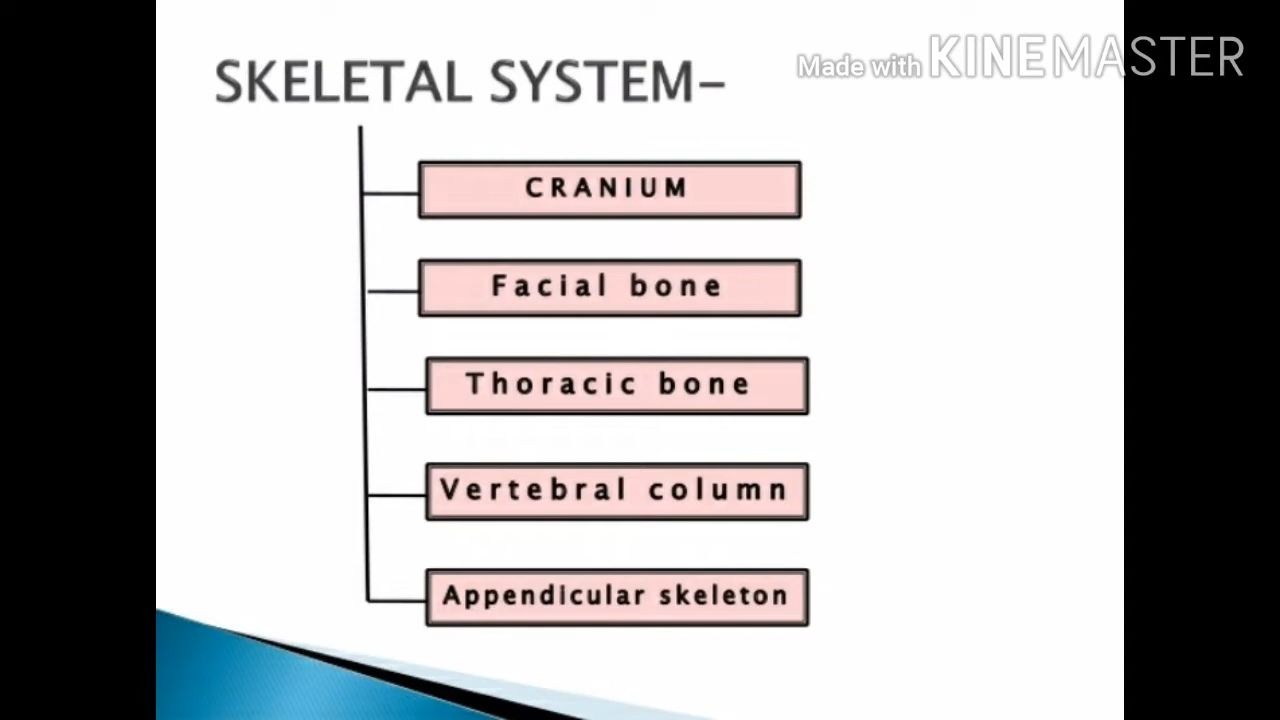 Made with KINEMASTER
SKELETAL SYSTEM-
CRANIUM
Facial bone
Thoracic bone
Vertebral column
Appendicular skeleton